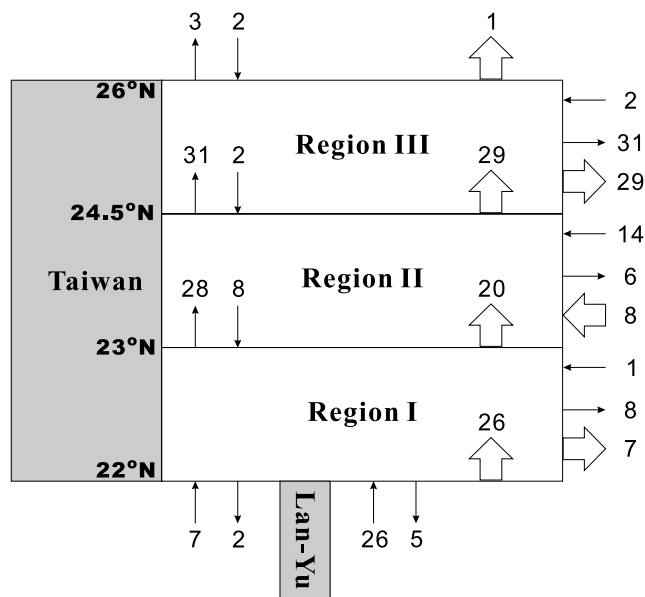 3 2 1
26°N
2
Region III
31
31 2 29
29
24.5°N
14
Taiwan
Region II
6
28 8 20
8
23°N
1
Region I
8
26
7
22°N
7 2 26 5
Lan-Yu